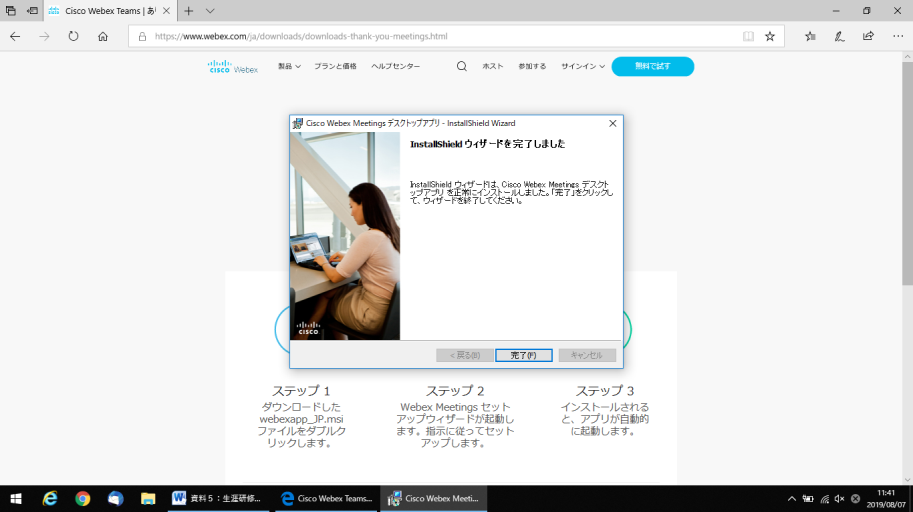 Cisco Webex Teams | あり
https://www.webex.com/ja/downloads/downloads-thank-you-meetings.html
CISCO Webex 製品 プランと価格 ヘルプセンター ホスト 参加する サインイン 無料で試す
Cisco Webex Meetings デスクトップアプリ - InstallShield Wizard
InstallShield ウィザードを完了しました
InstallShield ウィザードは、Cisco Webex Meetings デスクト
ップアプリ を正常にインストールしました。「完了」をクリックし
て、ウィザードを終了してください。
CISCO
< 戻る(B) 完了(F) キャンセル
ステップ 1
ダウンロードした
webexapp_JP.msi
ファイルをダブルク
リックします。
ステップ 2
Webex Meetings セット
アップウィザードが起動し
ます。指示に従ってセット
アップします。
ステップ 3
インストールされる
と、アプリが自動的
に起動します。
資料5：生涯研修... Cisco Webex Teams... Cisco Webex Meeti...
11:41
2019/08/07